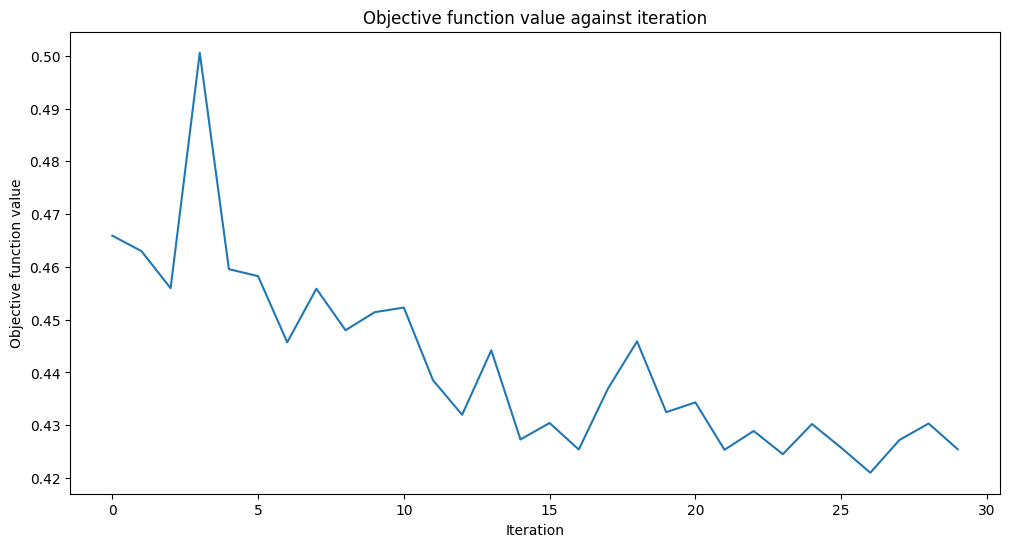 Objective function value against iteration
0.50
0.49
0.48
0.47
0.46
0.45
0.44
0.43
0.42
Objective function value
0 5 10 15 20 25 30
Iteration